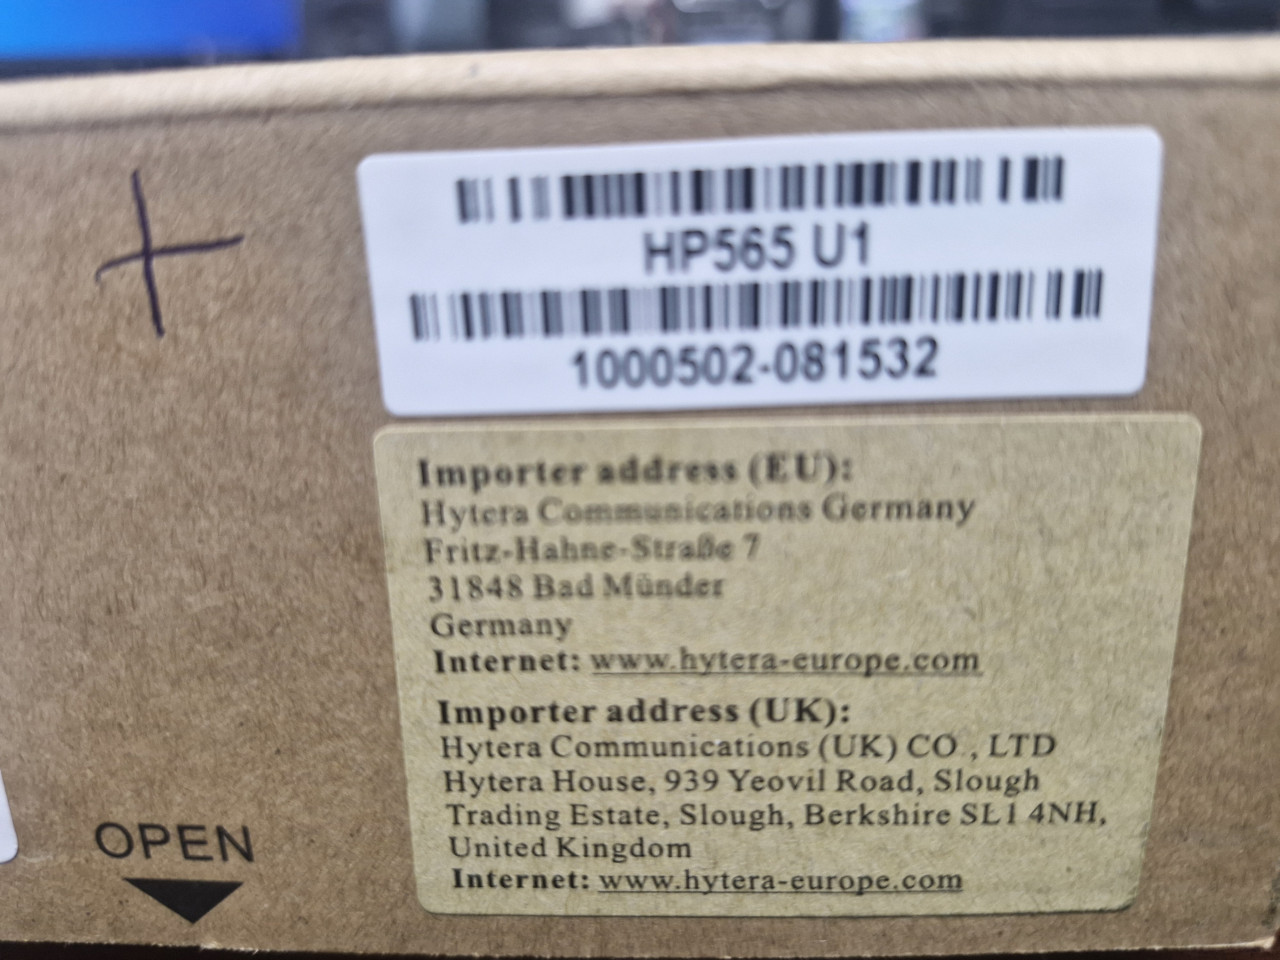 HP565 U1
1000502-081532
Importer address (EU):
Hytera Communications Germany
Fritz-Hahne-Straße 7
31848 Bad Münder
Germany
Internet: www.hytera-europe.com
Importer address (UK):
Hytera Communications (UK) CO , LTD
Hytera House, 939 Yeovil Road, Slough
Trading Estate, Slough, Berkshire SL1 4NH,
United Kingdom
Internet: www.hytera-europe.com
OPEN